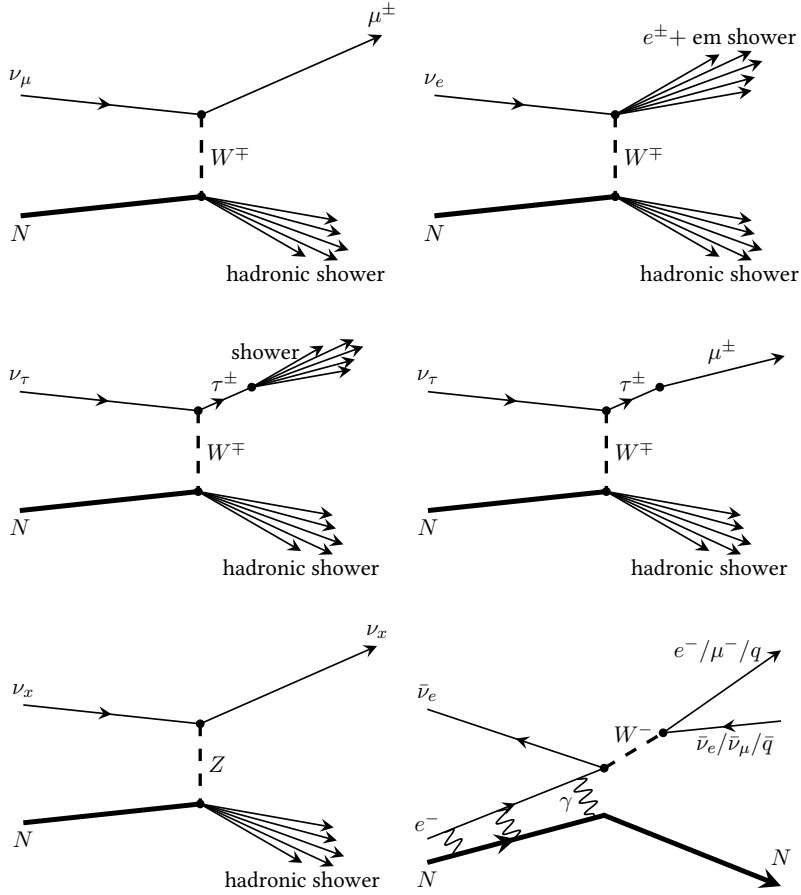 ν_μ
μ^±
W^∓
N
hadronic shower
ν_e
e^±+ em shower
W^∓
N
hadronic shower
ν_τ
τ^±
shower
W^∓
N
hadronic shower
ν_τ
τ^±
μ^±
W^∓
N
hadronic shower
ν_x
ν_x
Z
N
hadronic shower
ν̄_e
e^−/μ^−/q
W^−
ν̄_e/ν̄_μ/q̄
γ
e^−
N
N